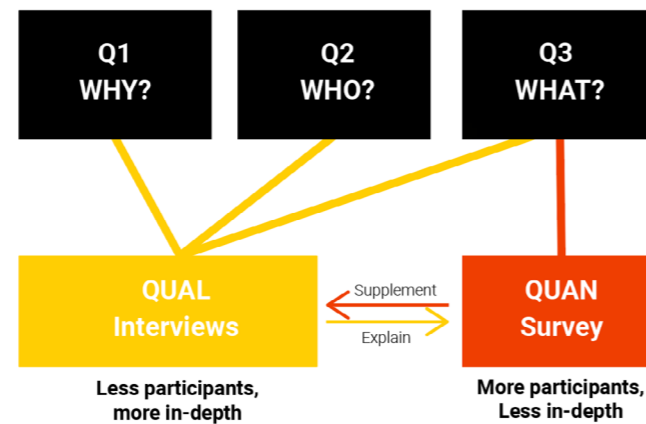 Q1
WHY?
Q2
WHO?
Q3
WHAT?
QUAL
Interviews
Supplement
Explain
QUAN
Survey
Less participants,
more in-depth
More participants,
Less in-depth